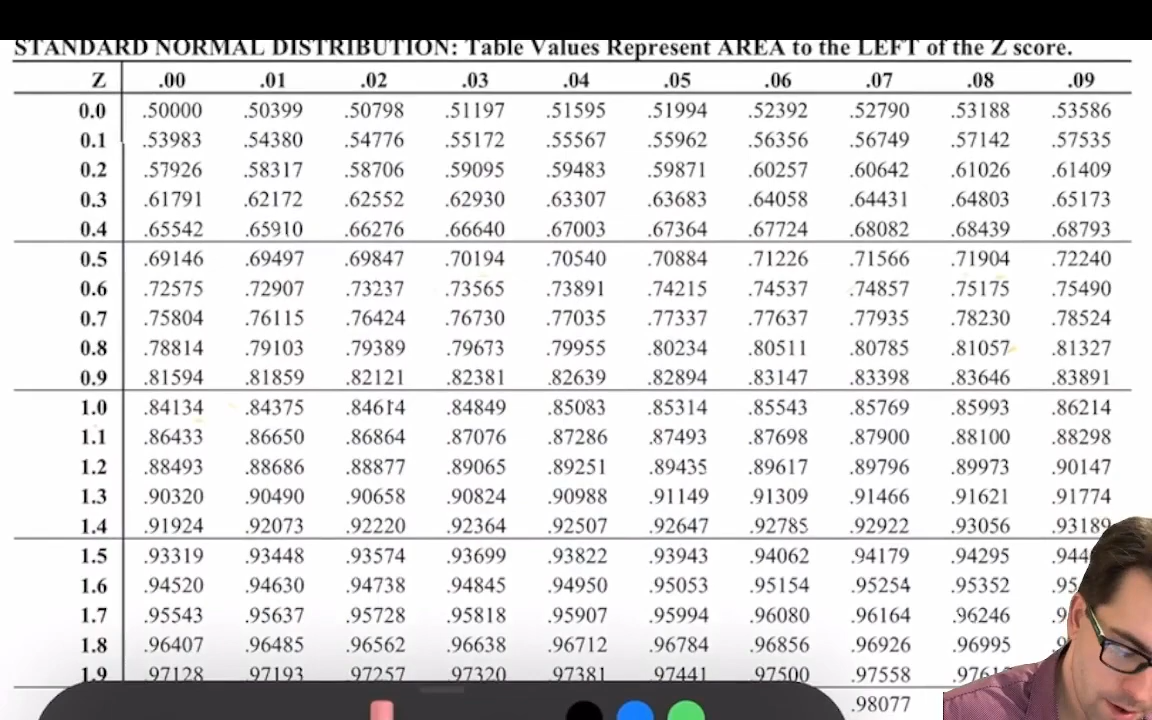 STANDARD NORMAL DISTRIBUTION: Table Values Represent AREA to the LEFT of the Z score.
Z .00 .01 .02 .03 .04 .05 .06 .07 .08 .09
0.0 .50000 .50399 .50798 .51197 .51595 .51994 .52392 .52790 .53188 .53586
0.1 .53983 .54380 .54776 .55172 .55567 .55962 .56356 .56749 .57142 .57535
0.2 .57926 .58317 .58706 .59095 .59483 .59871 .60257 .60642 .61026 .61409
0.3 .61791 .62172 .62552 .62930 .63307 .63683 .64058 .64431 .64803 .65173
0.4 .65542 .65910 .66276 .66640 .67003 .67364 .67724 .68082 .68439 .68793
0.5 .69146 .69497 .69847 .70194 .70540 .70884 .71226 .71566 .71904 .72240
0.6 .72575 .72907 .73237 .73565 .73891 .74215 .74537 .74857 .75175 .75490
0.7 .75804 .76115 .76424 .76730 .77035 .77337 .77637 .77935 .78230 .78524
0.8 .78814 .79103 .79389 .79673 .79955 .80234 .80511 .80785 .81057 .81327
0.9 .81594 .81859 .82121 .82381 .82639 .82894 .83147 .83398 .83646 .83891
1.0 .84134 .84375 .84614 .84849 .85083 .85314 .85543 .85769 .85993 .86214
1.1 .86433 .86650 .86864 .87076 .87286 .87493 .87698 .87900 .88100 .88298
1.2 .88493 .88686 .88877 .89065 .89251 .89435 .89617 .89796 .89973 .90147
1.3 .90320 .90490 .90658 .90824 .90988 .91149 .91309 .91466 .91621 .91774
1.4 .91924 .92073 .92220 .92364 .92507 .92647 .92785 .92922 .93056 .93189
1.5 .93319 .93448 .93574 .93699 .93822 .93943 .94062 .94179 .94295
1.6 .94520 .94630 .94738 .94845 .94950 .95053 .95154 .95254 .95352
1.7 .95543 .95637 .95728 .95818 .95907 .95994 .96080 .96164 .96246
1.8 .96407 .96485 .96562 .96638 .96712 .96784 .96856 .96926 .96995
1.9 .97128 .97193 .97257 .97320 .97381 .97441 .97500 .97558
.98077